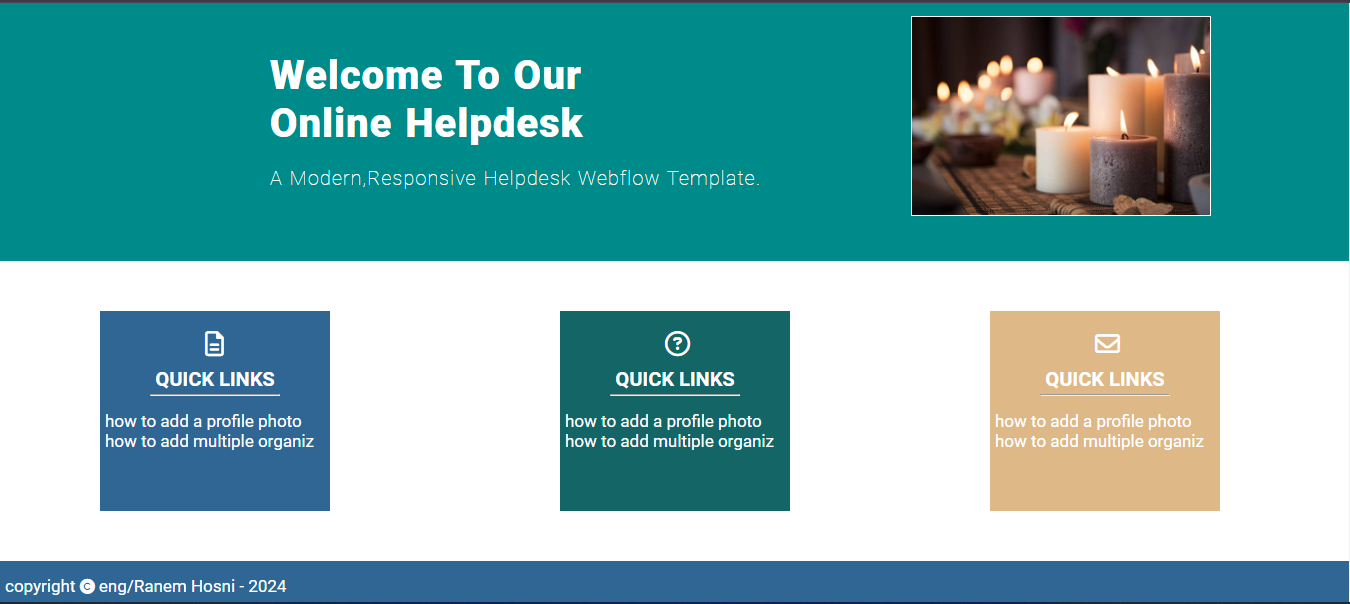 Welcome To Our
Online Helpdesk
A Modern,Responsive Helpdesk Webflow Template.
QUICK LINKS
how to add a profile photo
how to add multiple organiz
QUICK LINKS
how to add a profile photo
how to add multiple organiz
QUICK LINKS
how to add a profile photo
how to add multiple organiz
copyright © eng/Ranem Hosni - 2024